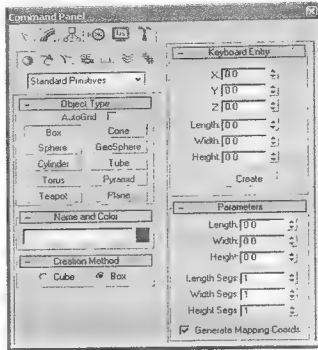 Command Panel
Standard Primitives
- Object Type
AutoGrid
Box Cone
Sphere GeoSphere
Cylinder Tube
Torus Pyramid
Teapot Plane
- Name and Color
- Creation Method
Cube Box
- Keyboard Entry
X: 0.0
Y: 0.0
Z: 0.0
Length: 0.0
Width: 0.0
Height: 0.0
Create
- Parameters
Length: 0.0
Width: 0.0
Height: 0.0
Length Segs: 1
Width Segs: 1
Height Segs: 1
Generate Mapping Coords.